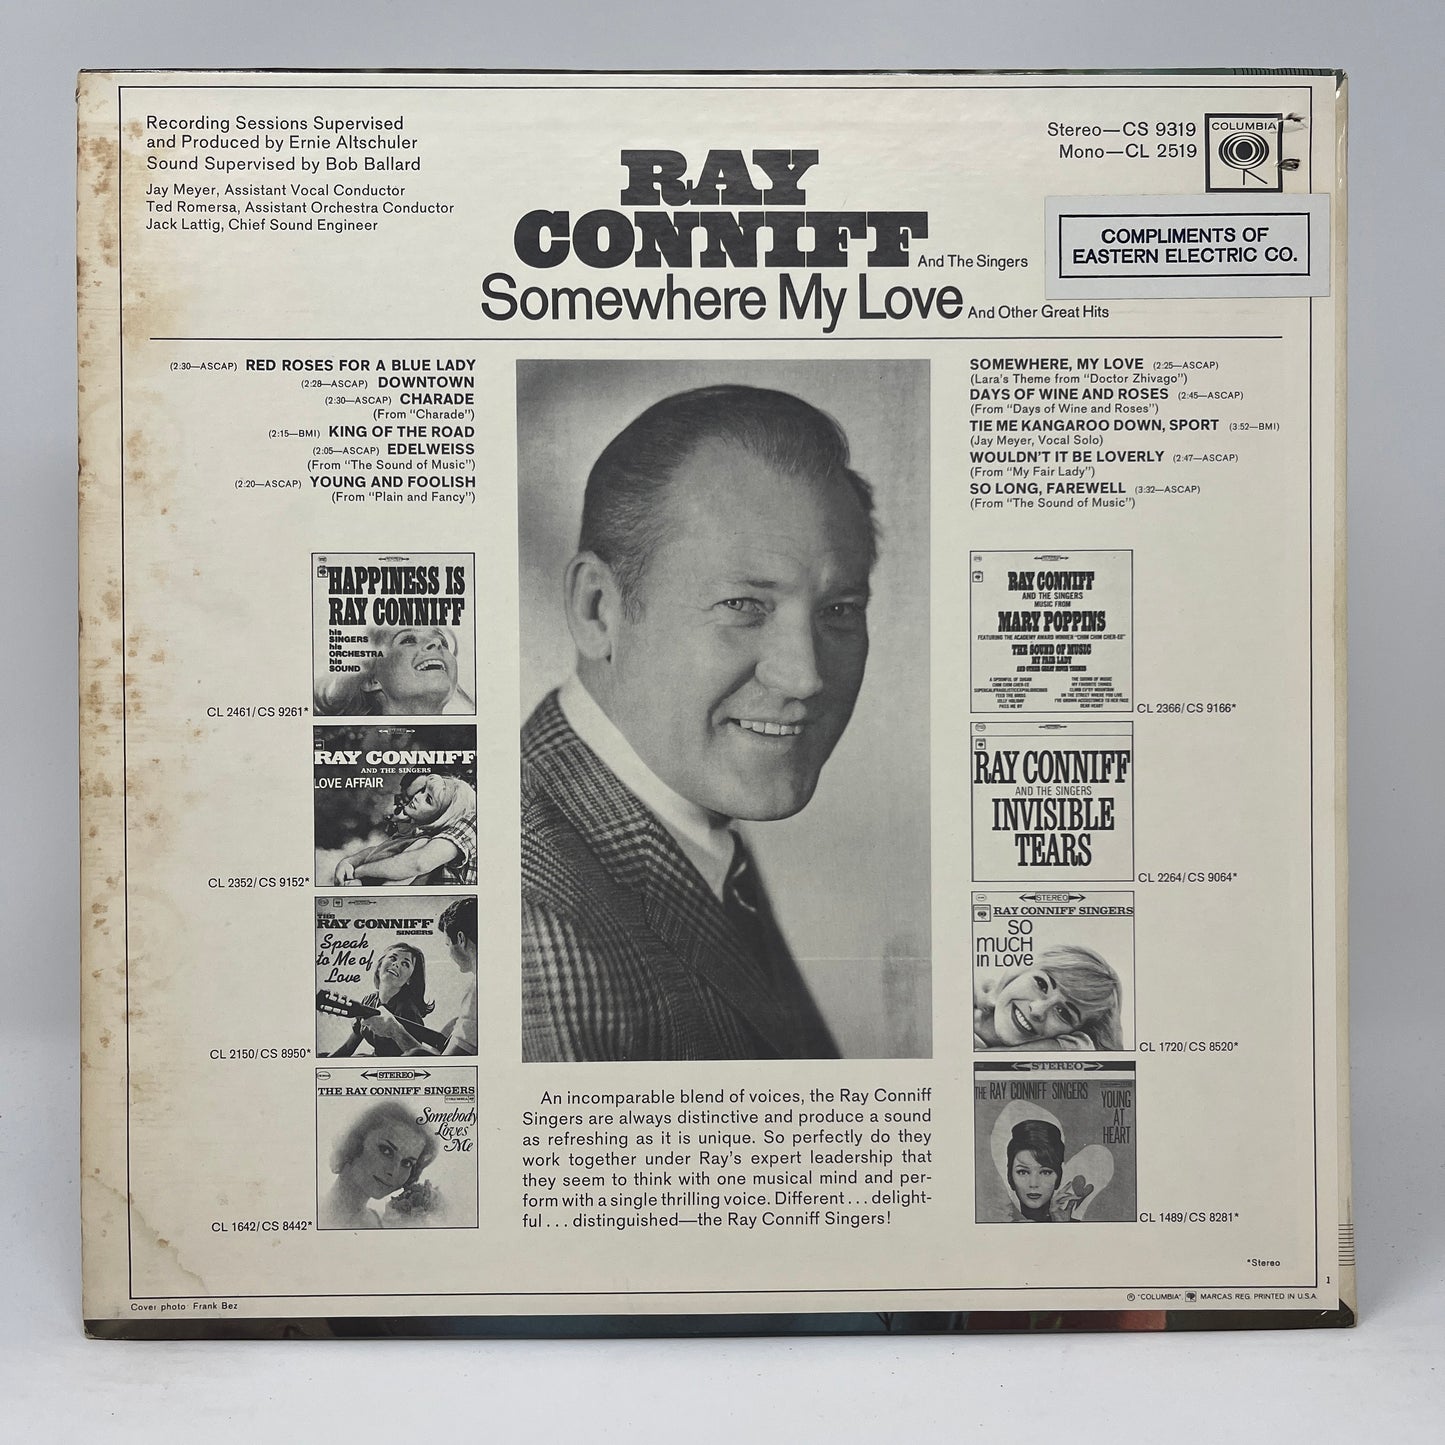 Recording Sessions Supervised
and Produced by Ernie Altschuler
Sound Supervised by Bob Ballard
Jay Meyer, Assistant Vocal Conductor
Ted Romersa, Assistant Orchestra Conductor
Jack Lattig, Chief Sound Engineer
RAY
CONNIFF And The Singers
Somewhere My Love And Other Great Hits
Stereo—CS 9319
Mono—CL 2519
COLUMBIA
COMPLIMENTS OF
EASTERN ELECTRIC CO.
(2:30—ASCAP) RED ROSES FOR A BLUE LADY
(2:28—ASCAP) DOWNTOWN
(2:30—ASCAP) CHARADE
(From "Charade")
(2:15—BMI) KING OF THE ROAD
(2:05—ASCAP) EDELWEISS
(From "The Sound of Music")
(2:20—ASCAP) YOUNG AND FOOLISH
(From "Plain and Fancy")
SOMEWHERE, MY LOVE (2:25—ASCAP)
(Lara's Theme from "Doctor Zhivago")
DAYS OF WINE AND ROSES (2:45—ASCAP)
(From "Days of Wine and Roses")
TIE ME KANGAROO DOWN, SPORT (3:52—BMI)
(Jay Meyer, Vocal Solo)
WOULDN'T IT BE LOVERLY (2:47—ASCAP)
(From "My Fair Lady")
SO LONG, FAREWELL (3:32—ASCAP)
(From "The Sound of Music")
HAPPINESS IS
RAY CONNIFF
his
SINGERS
his
ORCHESTRA
his
SOUND
CL 2461/CS 9261*
RAY CONNIFF
AND THE SINGERS
LOVE AFFAIR
CL 2352/CS 9152*
THE
RAY CONNIFF
SINGERS
Speak
to Me of
Love
CL 2150/CS 8950*
STEREO
THE RAY CONNIFF SINGERS
Somebody
Loves
Me
CL 1642/CS 8442*
RAY CONNIFF
AND THE SINGERS
MUSIC FROM
MARY POPPINS
FEATURING THE ACADEMY AWARD WINNER "CHIM CHIM CHER-EE"
THE SOUND OF MUSIC
MY FAIR LADY
AND OTHER GREAT MOVIE THEMES
CL 2366/CS 9166*
RAY CONNIFF
AND THE SINGERS
INVISIBLE
TEARS
CL 2264/CS 9064*
STEREO
RAY CONNIFF SINGERS
SO
MUCH
IN LOVE
CL 1720/CS 8520*
STEREO
THE RAY CONNIFF SINGERS
YOUNG
AT
HEART
CL 1489/CS 8281*
An incomparable blend of voices, the Ray Conniff
Singers are always distinctive and produce a sound
as refreshing as it is unique. So perfectly do they
work together under Ray's expert leadership that
they seem to think with one musical mind and per-
form with a single thrilling voice. Different . . . delight-
ful . . . distinguished—the Ray Conniff Singers!
*Stereo
1
Cover photo: Frank Bez
® "COLUMBIA", MARCAS REG. PRINTED IN U.S.A.